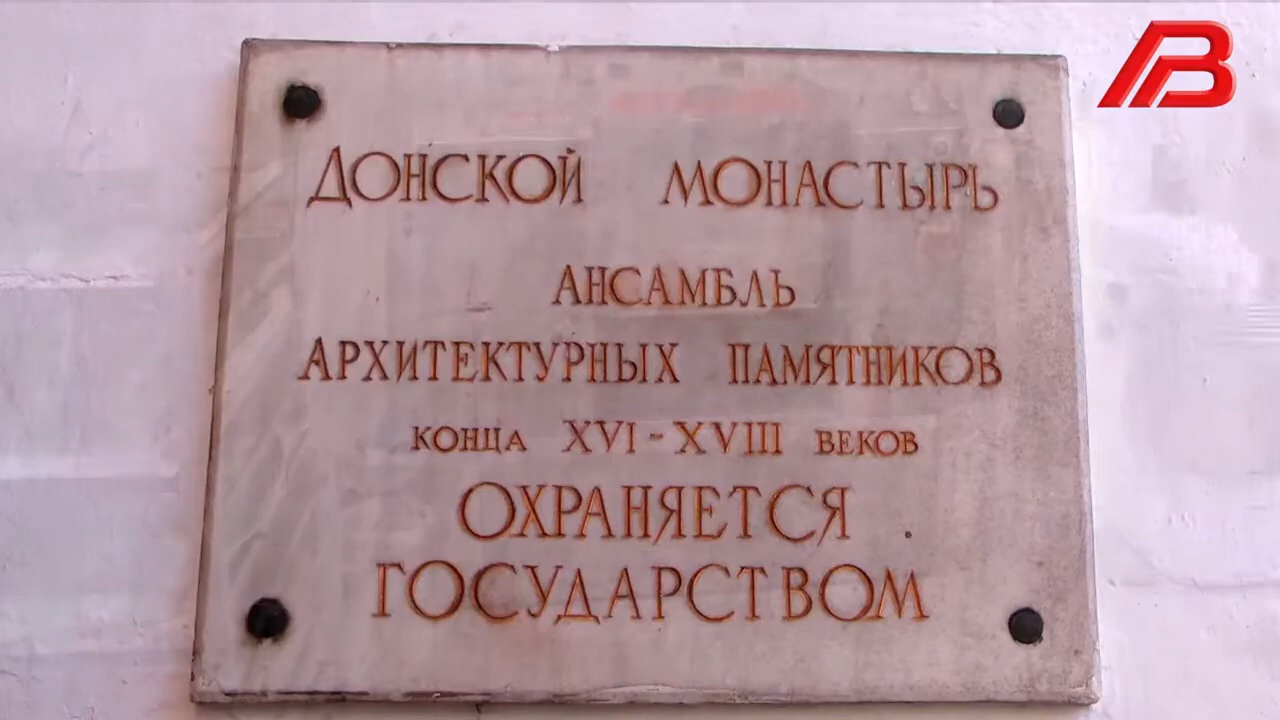 ДОНСКОЙ МОНАСТЫРЬ
АНСАМБЛЬ
АРХИТЕКТУРНЫХ ПАМЯТНИКОВ
КОНЦА XVI-XVIII ВЕКОВ
ОХРАНЯЕТСЯ
ГОСУДАРСТВОМ